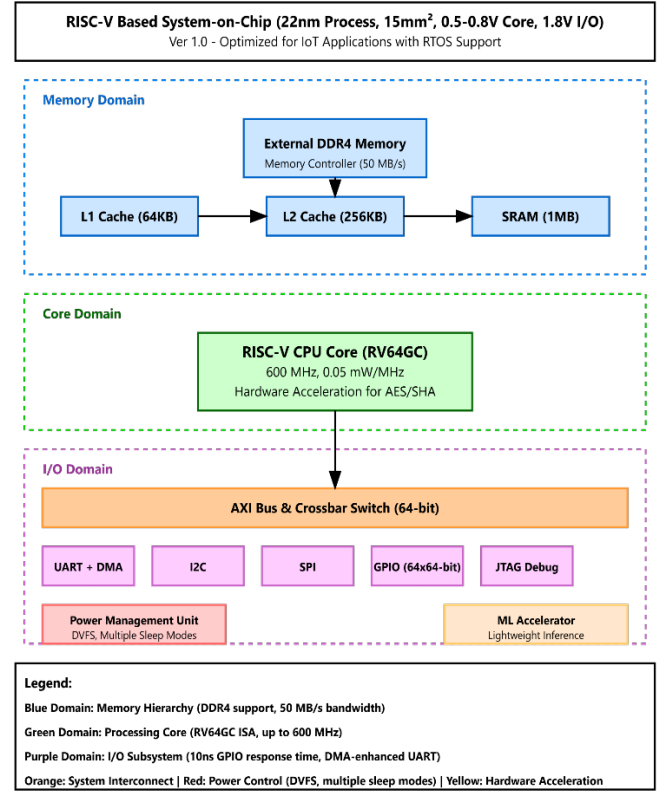 RISC-V Based System-on-Chip (22nm Process, 15mm², 0.5-0.8V Core, 1.8V I/O)
Ver 1.0 - Optimized for IoT Applications with RTOS Support
Memory Domain
External DDR4 Memory
Memory Controller (50 MB/s)
L1 Cache (64KB)
L2 Cache (256KB)
SRAM (1MB)
Core Domain
RISC-V CPU Core (RV64GC)
600 MHz, 0.05 mW/MHz
Hardware Acceleration for AES/SHA
I/O Domain
AXI Bus & Crossbar Switch (64-bit)
UART + DMA
I2C
SPI
GPIO (64x64-bit)
JTAG Debug
Power Management Unit
DVFS, Multiple Sleep Modes
ML Accelerator
Lightweight Inference
Legend:
Blue Domain: Memory Hierarchy (DDR4 support, 50 MB/s bandwidth)
Green Domain: Processing Core (RV64GC ISA, up to 600 MHz)
Purple Domain: I/O Subsystem (10ns GPIO response time, DMA-enhanced UART)
Orange: System Interconnect | Red: Power Control (DVFS, multiple sleep modes) | Yellow: Hardware Acceleration